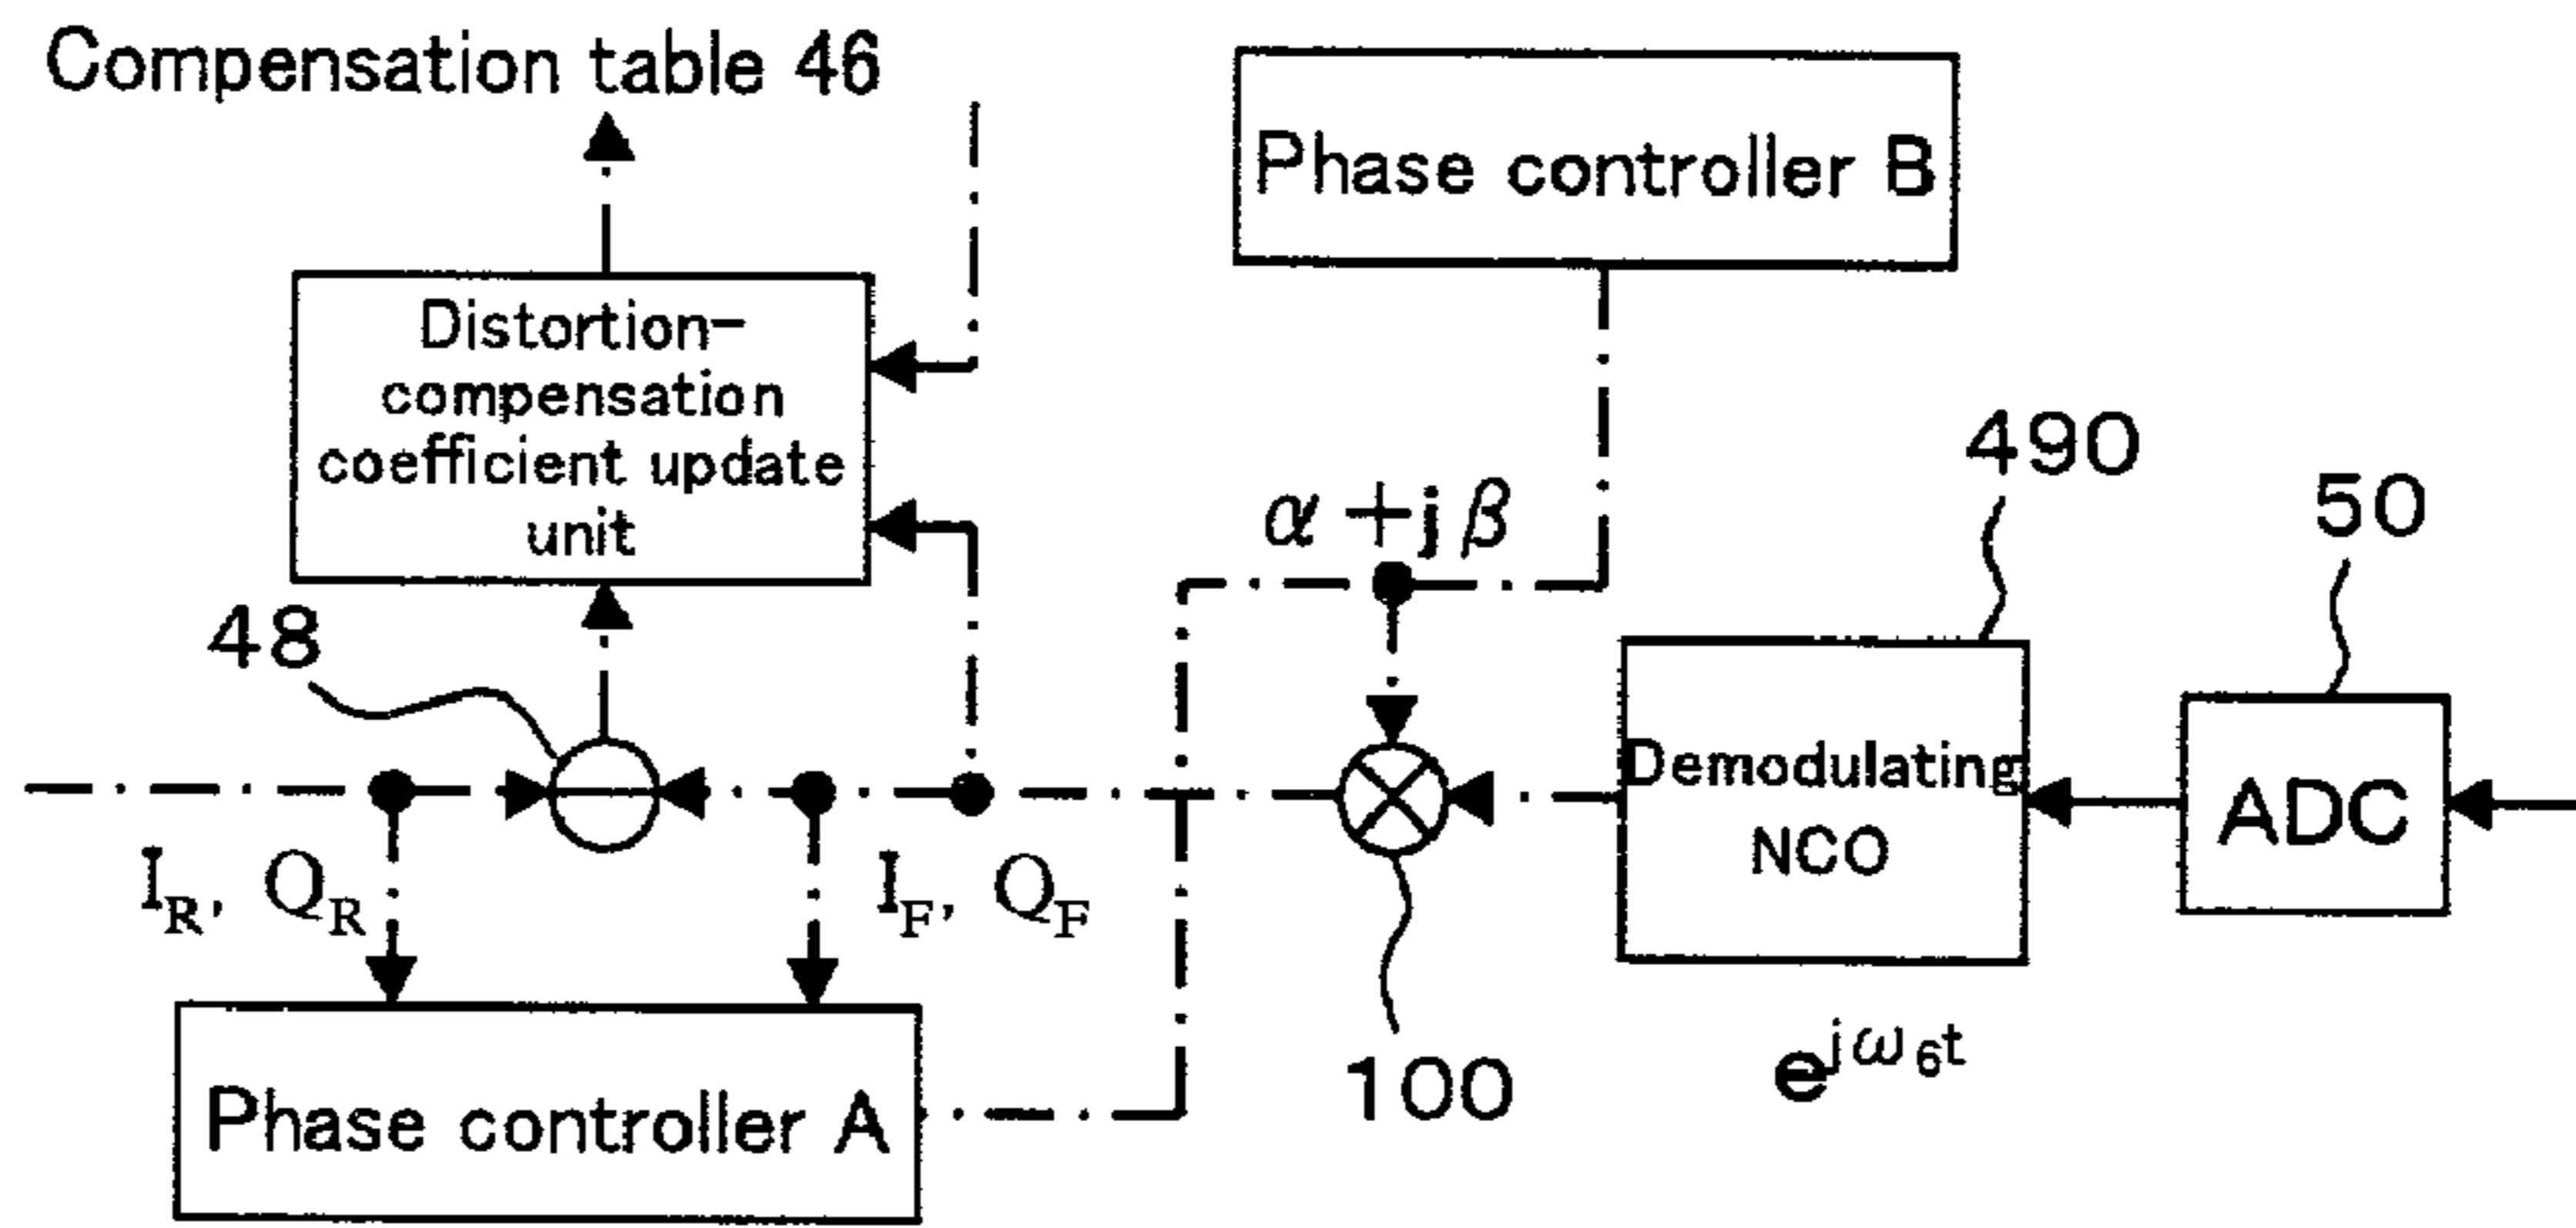 Compensation table 46
Phase controller B
Distortion-
compensation
coefficient update
unit
α+jβ
490
50
48
Demodulating
NCO
ADC
I_R, Q_R
I_F, Q_F
100
e^{jω_6t}
Phase controller A